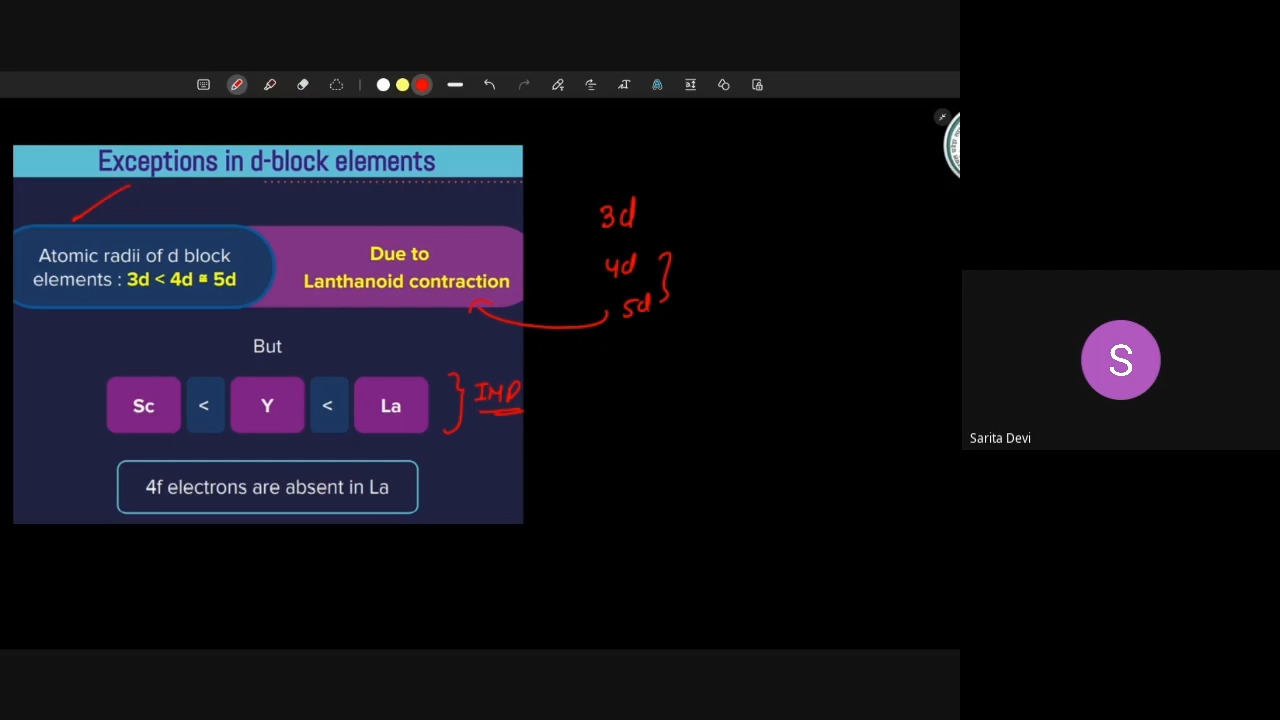 Exceptions in d-block elements
Atomic radii of d block
elements : 3d < 4d ≅ 5d
Due to
Lanthanoid contraction
3d
4d
5d
But
Sc < Y < La
IMP
4f electrons are absent in La
S
Sarita Devi